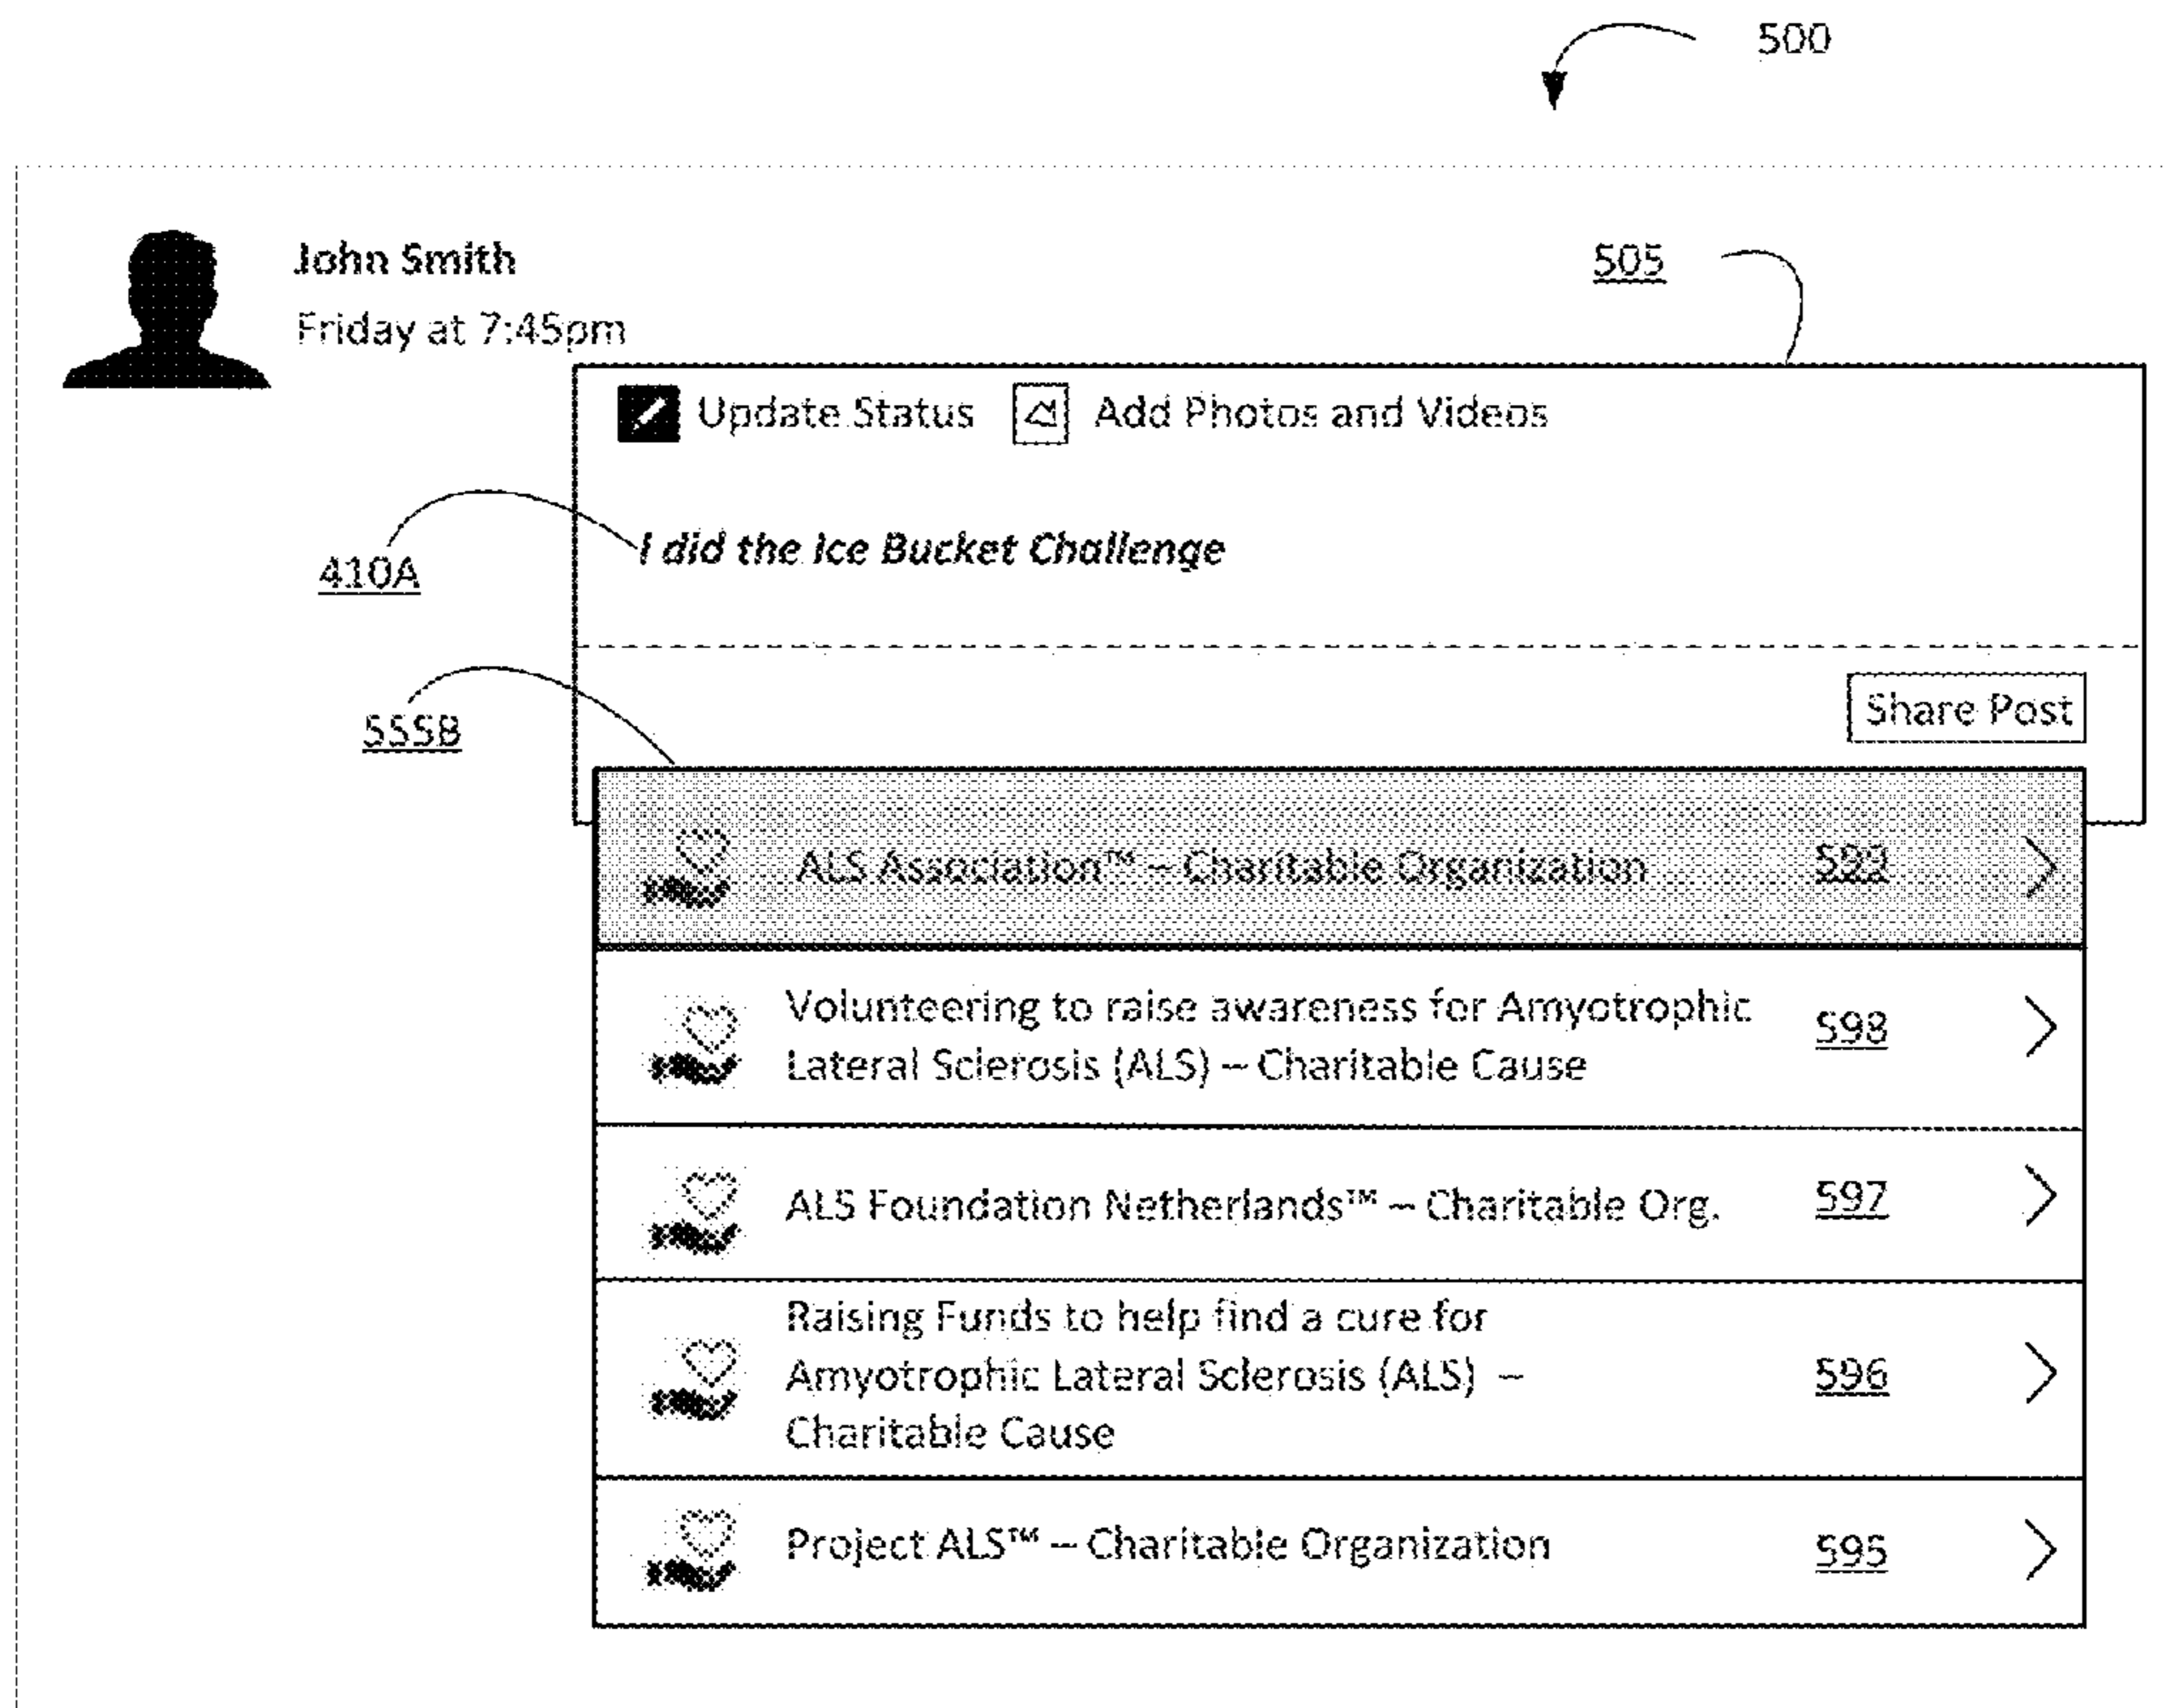 500
John Smith
505
Friday at 7:45pm
Update Status Add Photos and Videos
I did the Ice Bucket Challenge
410A
Share Post
555B
ALS Association™ – Charitable Organization 599
Volunteering to raise awareness for Amyotrophic
Lateral Sclerosis (ALS) – Charitable Cause
598
ALS Foundation Netherlands™ – Charitable Org. 597
Raising Funds to help find a cure for
Amyotrophic Lateral Sclerosis (ALS) –
Charitable Cause
596
Project ALS™ – Charitable Organization 595